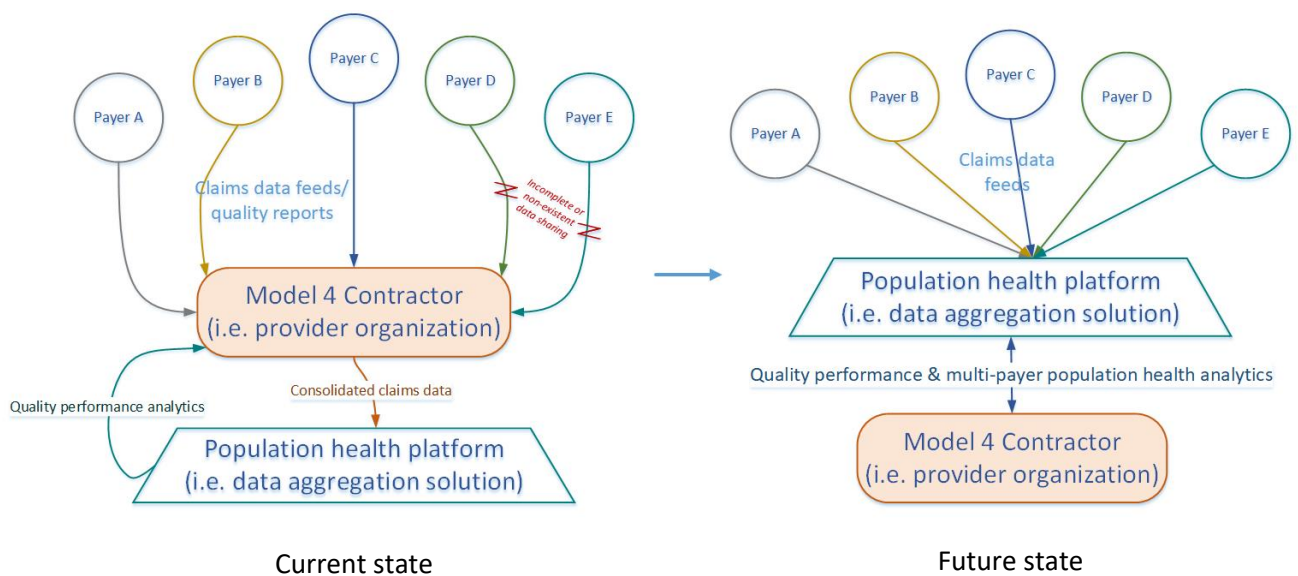 Payer A
Payer B
Payer C
Payer D
Payer E
Claims data feeds/
quality reports
Incomplete or
non-existent
data sharing
Model 4 Contractor
(i.e. provider organization)
Consolidated claims data
Quality performance analytics
Population health platform
(i.e. data aggregation solution)
Current state
Payer A
Payer B
Payer C
Payer D
Payer E
Claims data
feeds
Population health platform
(i.e. data aggregation solution)
Quality performance & multi-payer population health analytics
Model 4 Contractor
(i.e. provider organization)
Future state